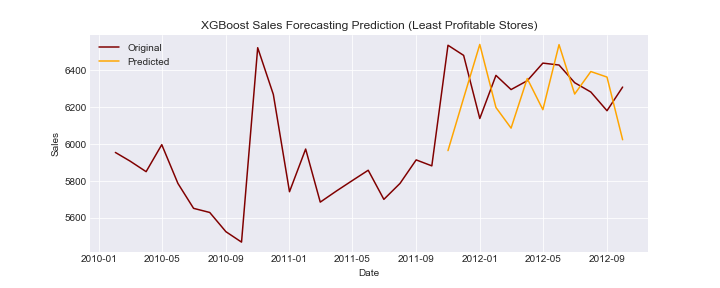 XGBoost Sales Forecasting Prediction (Least Profitable Stores)
Original
Predicted
6400
6200
6000
5800
5600
Sales
2010-01 2010-05 2010-09 2011-01 2011-05 2011-09 2012-01 2012-05 2012-09
Date